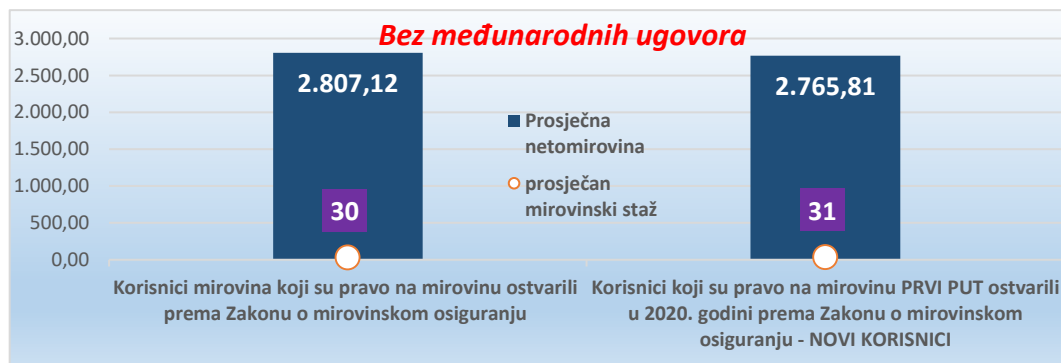 Bez međunarodnih ugovora
3.000,00
2.500,00
2.000,00
1.500,00
1.000,00
500,00
0,00
2.807,12
2.765,81
Prosječna
netomirovina
prosječan
mirovinski staž
30
31
Korisnici mirovina koji su pravo na mirovinu ostvarili
prema Zakonu o mirovinskom osiguranju
Korisnici koji su pravo na mirovinu PRVI PUT ostvarili
u 2020. godini prema Zakonu o mirovinskom
osiguranju - NOVI KORISNICI